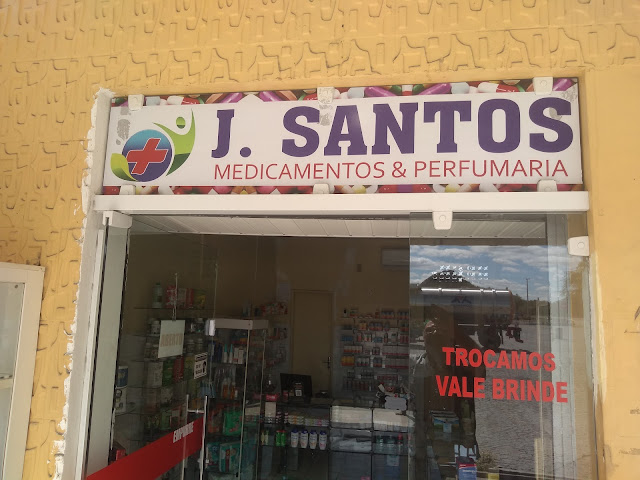 J. SANTOS
MEDICAMENTOS & PERFUMARIA
TROCAMOS
VALE BRINDE